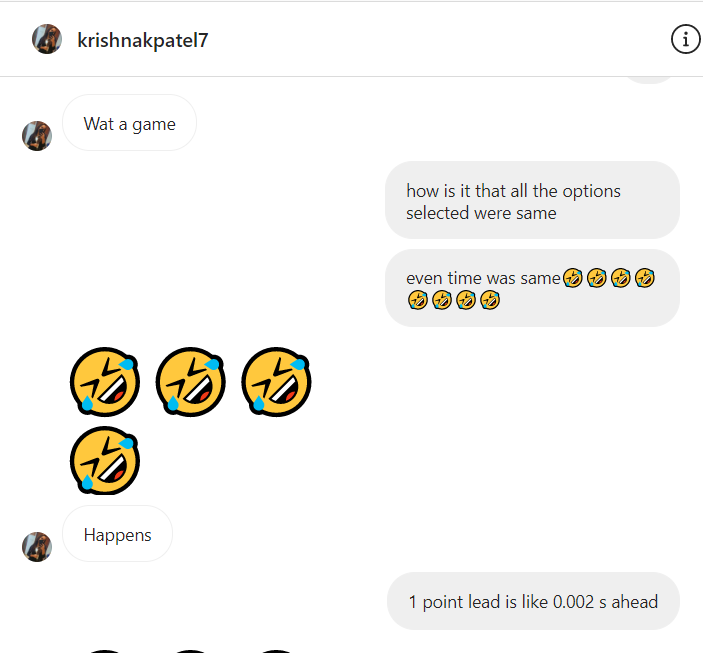 krishnakpatel7
Wat a game
how is it that all the options
selected were same
even time was same🤣🤣🤣🤣
🤣🤣🤣🤣
🤣🤣🤣
🤣
Happens
1 point lead is like 0.002 s ahead